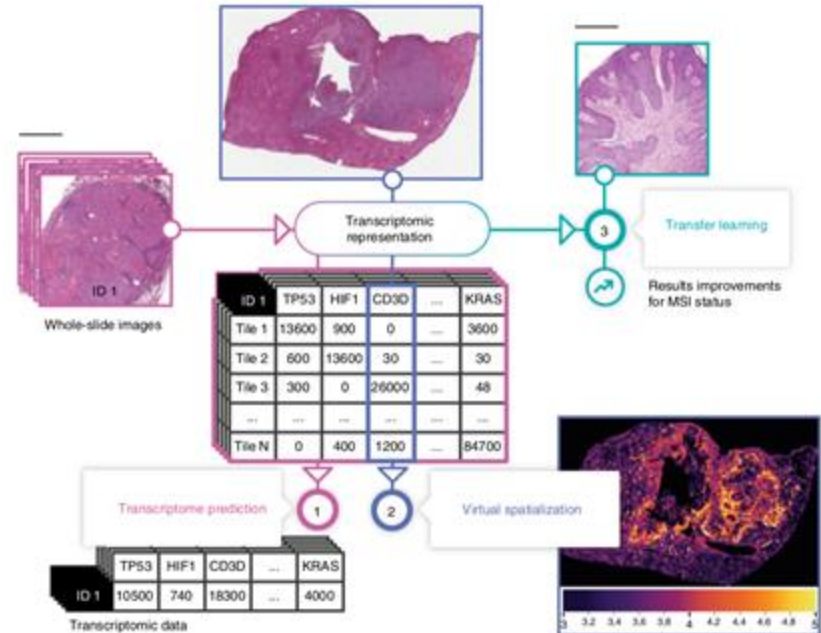 ID 1
Whole-slide images
Transcriptomic
representation
3
Transfer learning
Results improvements
for MSI status
ID 1 TP53 HIF1 CD3D ... KRAS
Tile 1 13600 900 0 ... 3600
Tile 2 600 13600 30 ... 30
Tile 3 300 0 26000 ... 48
... ... ... ... ... ...
Tile N 0 400 1200 ... 84700
Transcriptome prediction
1
2
Virtual spatialization
TP53 HIF1 CD3D ... KRAS
ID 1 10500 740 18300 ... 4000
Transcriptomic data
3 3.2 3.4 3.6 3.8 4 4.2 4.4 4.6 4.8 5